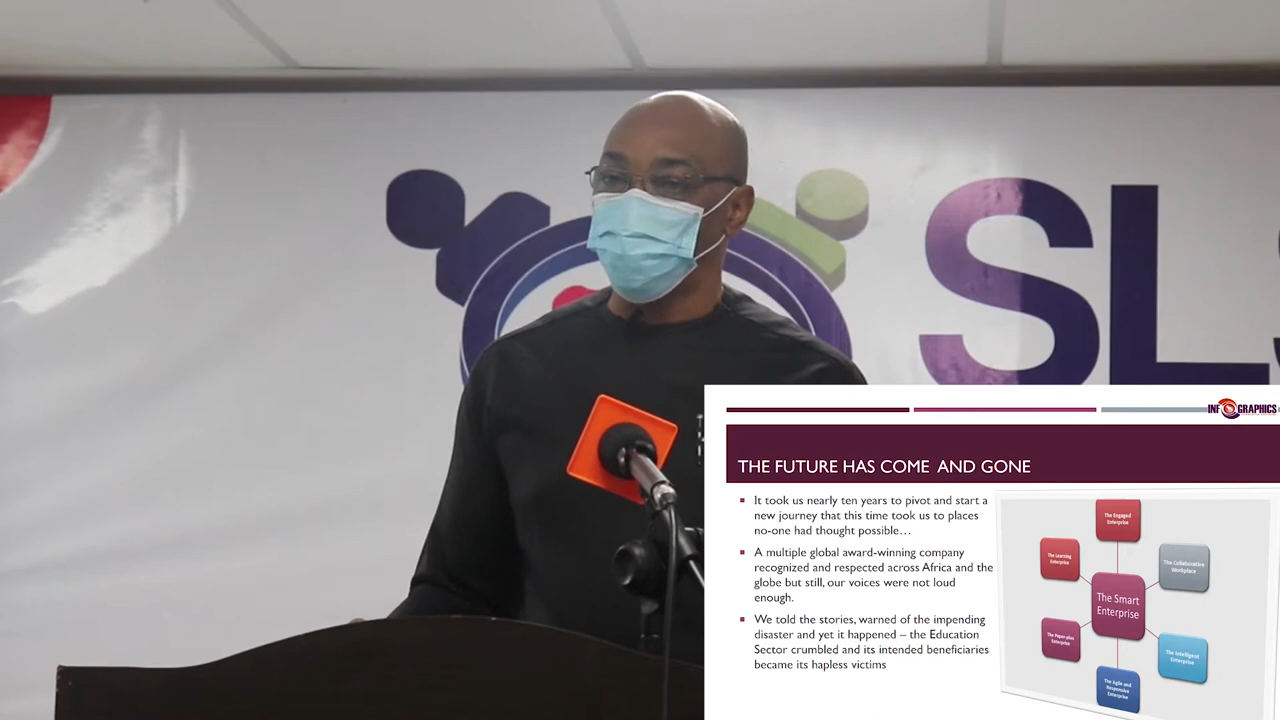 SLS
INFOGRAPHICS
THE FUTURE HAS COME AND GONE
It took us nearly ten years to pivot and start a
new journey that this time took us to places
no-one had thought possible…
A multiple global award-winning company
recognized and respected across Africa and the
globe but still, our voices were not loud
enough.
We told the stories, warned of the impending
disaster and yet it happened – the Education
Sector crumbled and its intended beneficiaries
became its hapless victims
The Engaged
Enterprise
The Learning
Enterprise
The Collaborative
Workplace
The Smart
Enterprise
The Paper-plus
Enterprise
The Intelligent
Enterprise
The Agile and
Responsive
Enterprise